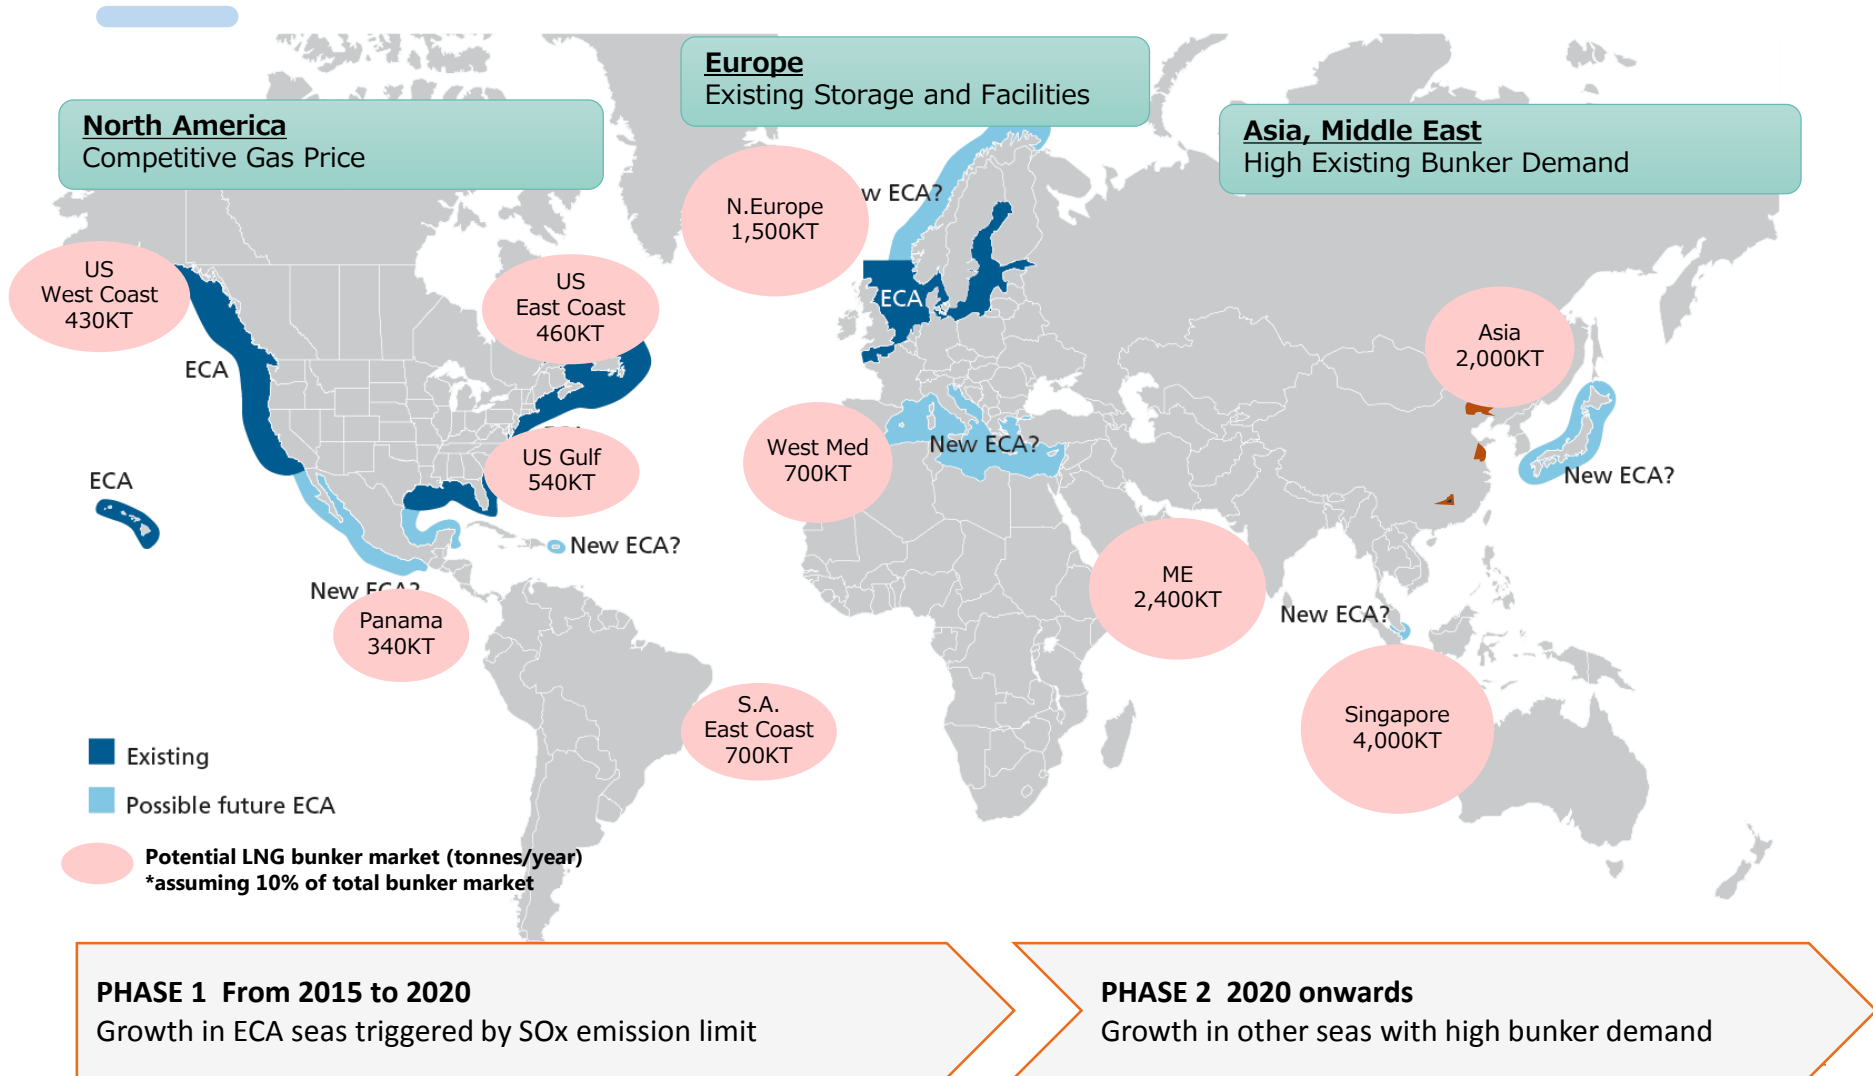 Europe
Existing Storage and Facilities
North America
Competitive Gas Price
Asia, Middle East
High Existing Bunker Demand
N.Europe
1,500KT
w ECA?
US
West Coast
430KT
US
East Coast
460KT
ECA
Asia
2,000KT
ECA
West Med
700KT
New ECA?
US Gulf
540KT
New ECA?
ECA
New ECA?
ME
2,400KT
New ECA?
New ECA?
Panama
340KT
S.A.
East Coast
700KT
Singapore
4,000KT
Existing
Possible future ECA
Potential LNG bunker market (tonnes/year)
*assuming 10% of total bunker market
PHASE 1 From 2015 to 2020
Growth in ECA seas triggered by SOx emission limit
PHASE 2 2020 onwards
Growth in other seas with high bunker demand